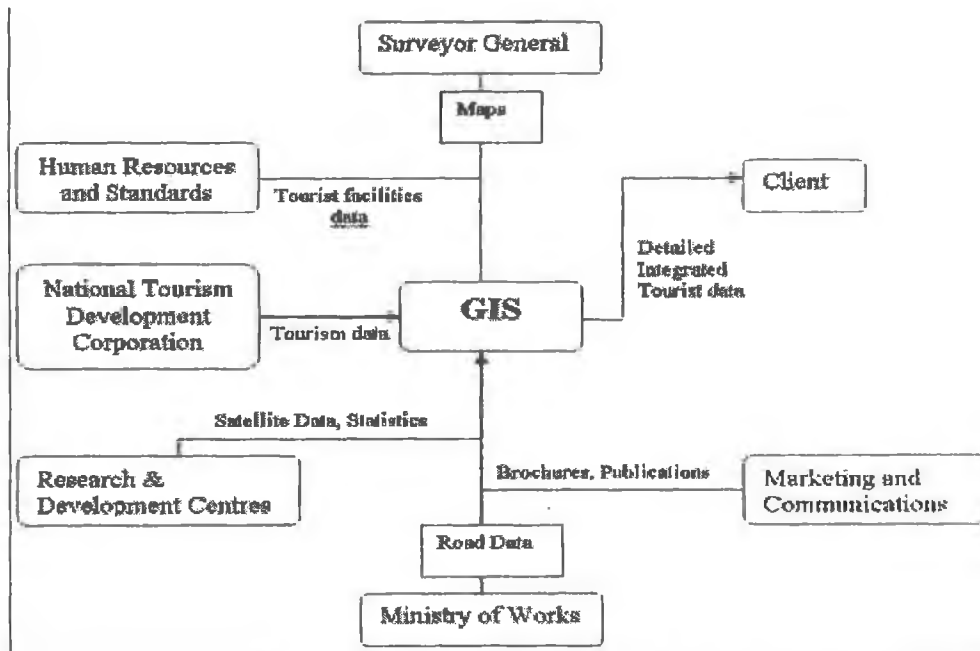 Surveyor General
Maps
Human Resources
and Standards
Tourist facilities
data
Client
Detailed
Integrated
Tourist data
National Tourism
Development
Corporation
Tourism data
GIS
Satellite Data, Statistics
Research &
Development Centres
Brochures, Publications
Marketing and
Communications
Road Data
Ministry of Works